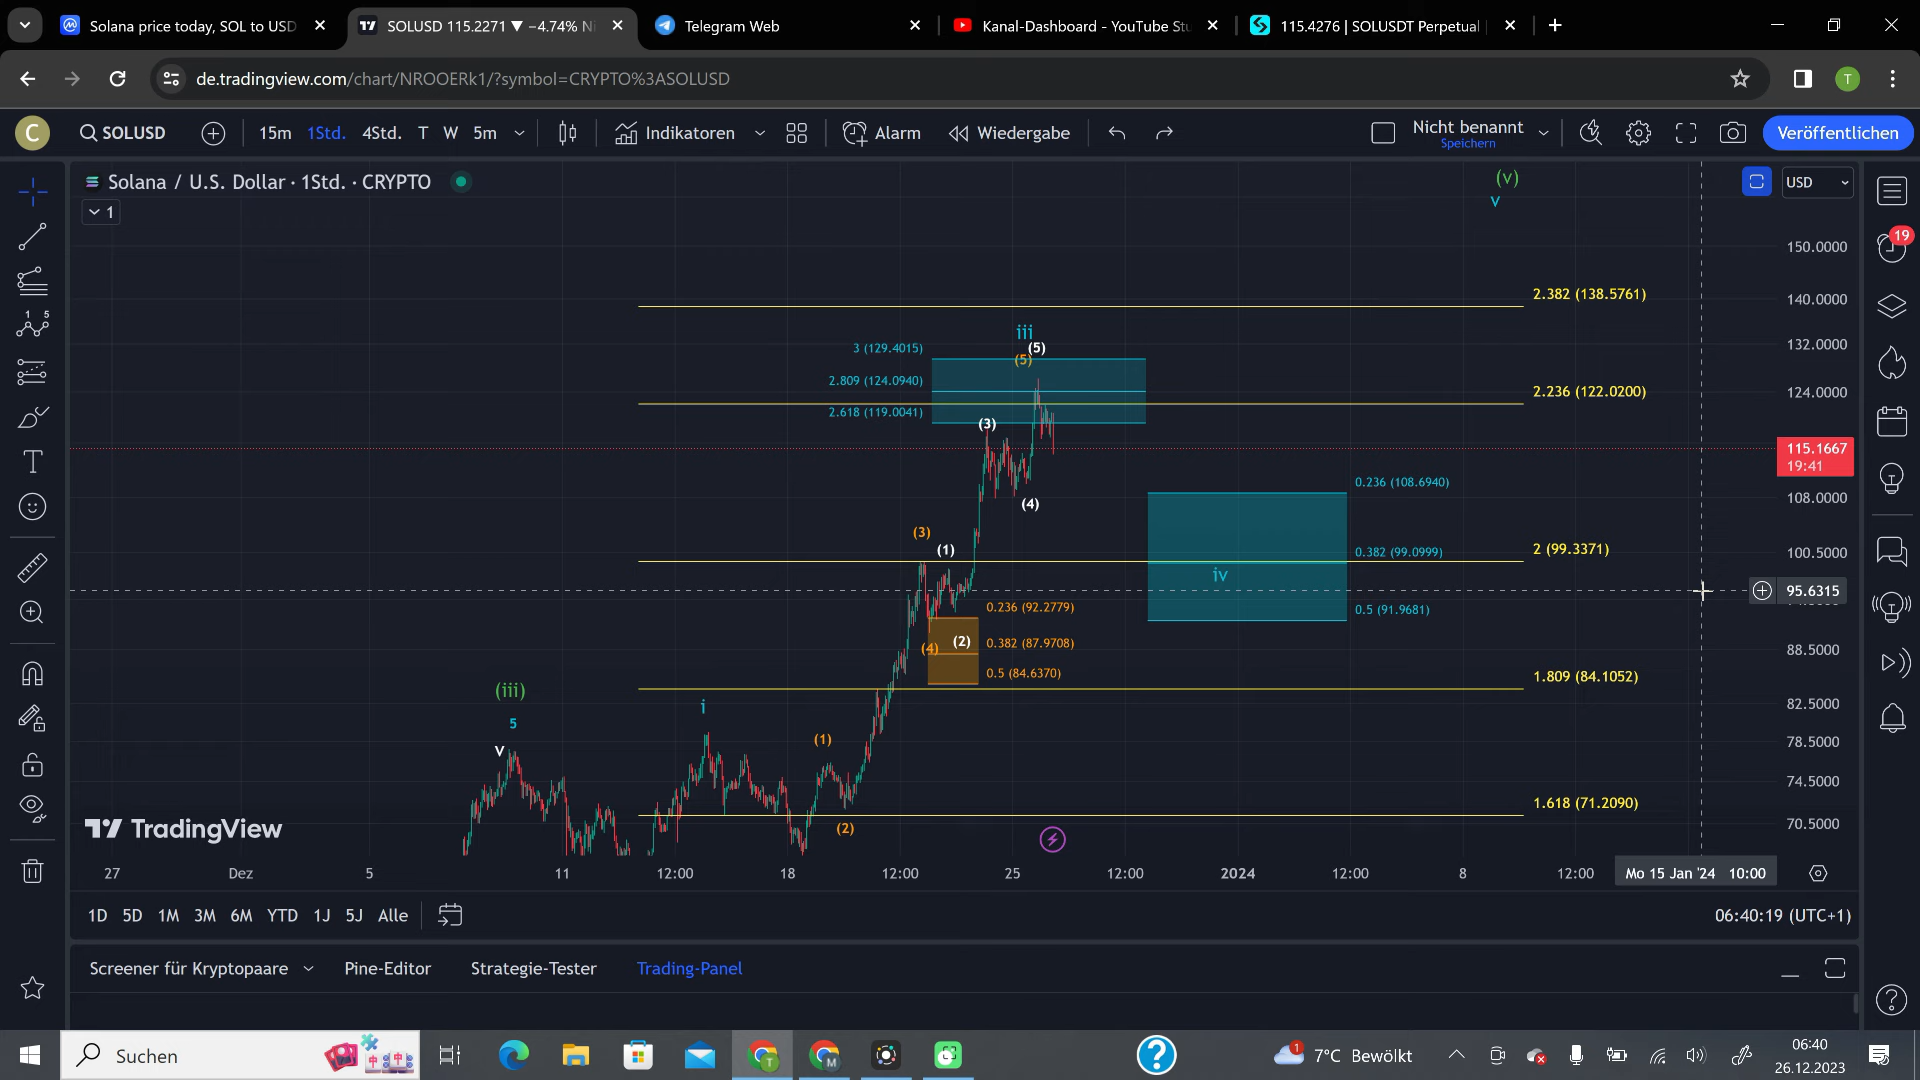 Solana price today, SOL to USD
SOLUSD 115.2271 ▼ −4.74% Ni
Telegram Web
Kanal-Dashboard - YouTube Stu
115.4276 | SOLUSDT Perpetual
de.tradingview.com/chart/NROOERk1/?symbol=CRYPTO%3ASOLUSD
T
C
SOLUSD
15m 1Std. 4Std. T W 5m
Indikatoren
Alarm
Wiedergabe
Nicht benannt
Speichern
Veröffentlichen
Solana / U.S. Dollar · 1Std. · CRYPTO
1
USD
19
(v)
v
150.0000
2.382 (138.5761)
140.0000
iii
(5)
3 (129.4015)
(5)
132.0000
2.809 (124.0940)
2.236 (122.0200)
124.0000
2.618 (119.0041)
(3)
115.1667
19:41
0.236 (108.6940)
108.0000
(4)
(3)
(1)
0.382 (99.0999)
2 (99.3371)
100.5000
iv
95.6315
0.236 (92.2779)
0.5 (91.9681)
(4)
(2)
0.382 (87.9708)
88.5000
0.5 (84.6370)
1.809 (84.1052)
(iii)
5
i
82.5000
v
(1)
78.5000
74.5000
1.618 (71.2090)
(2)
70.5000
TradingView
27 Dez 5 11 12:00 18 12:00 25 12:00 2024 12:00 8 12:00 Mo 15 Jan '24 10:00
1D 5D 1M 3M 6M YTD 1J 5J Alle
06:40:19 (UTC+1)
Screener für Kryptopaare
Pine-Editor
Strategie-Tester
Trading-Panel
Suchen
T
M
1
7°C Bewölkt
06:40
26.12.2023